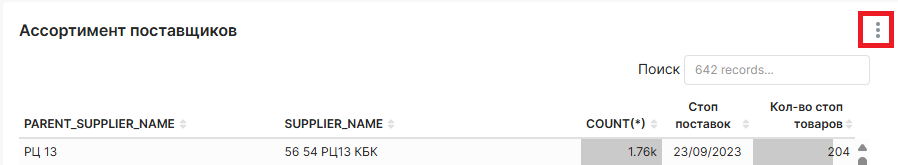 Ассортимент поставщиков
Поиск 642 records...
PARENT_SUPPLIER_NAME SUPPLIER_NAME COUNT(*) Стоп поставок Кол-во стоп товаров
РЦ 13 56 54 РЦ13 КБК 1.76k 23/09/2023 204